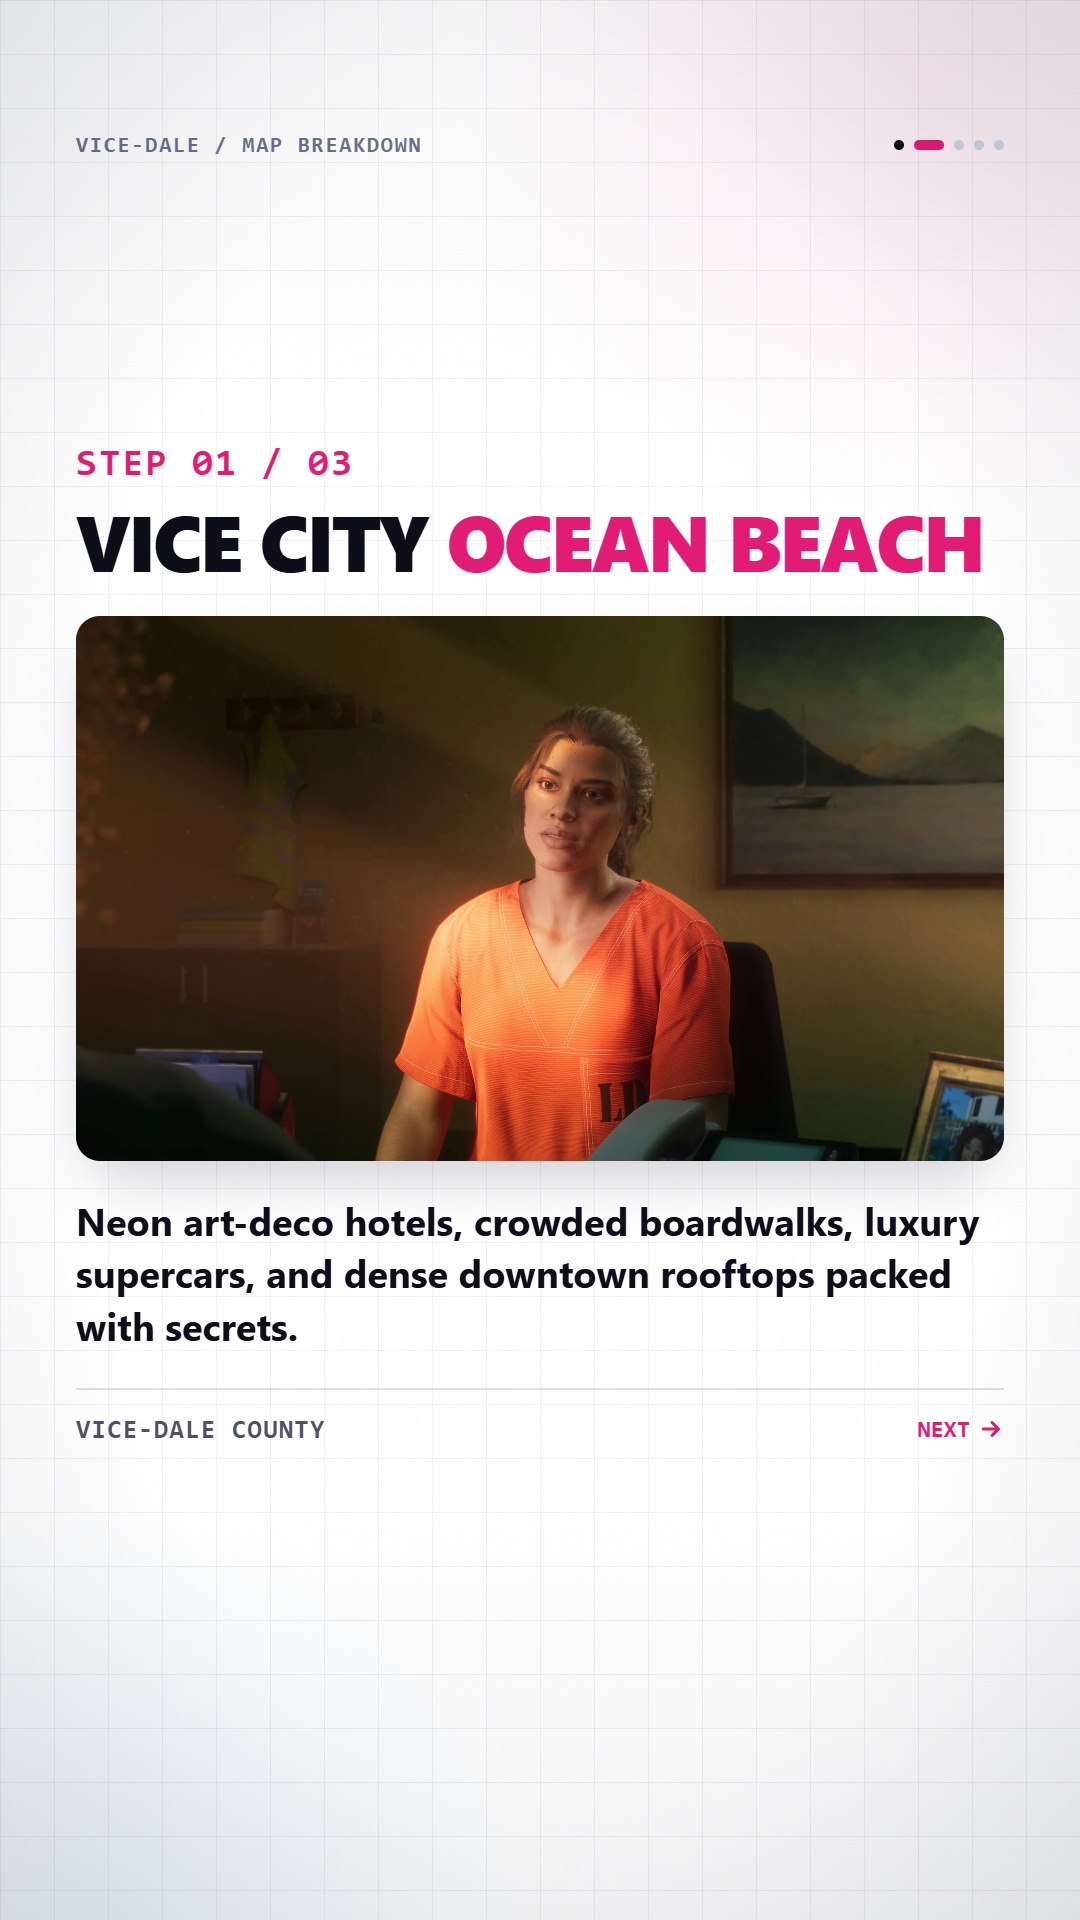 VICE-DALE / MAP BREAKDOWN
STEP 01 / 03
VICE CITY OCEAN BEACH
Neon art-deco hotels, crowded boardwalks, luxury
supercars, and dense downtown rooftops packed
with secrets.
VICE-DALE COUNTY
NEXT →